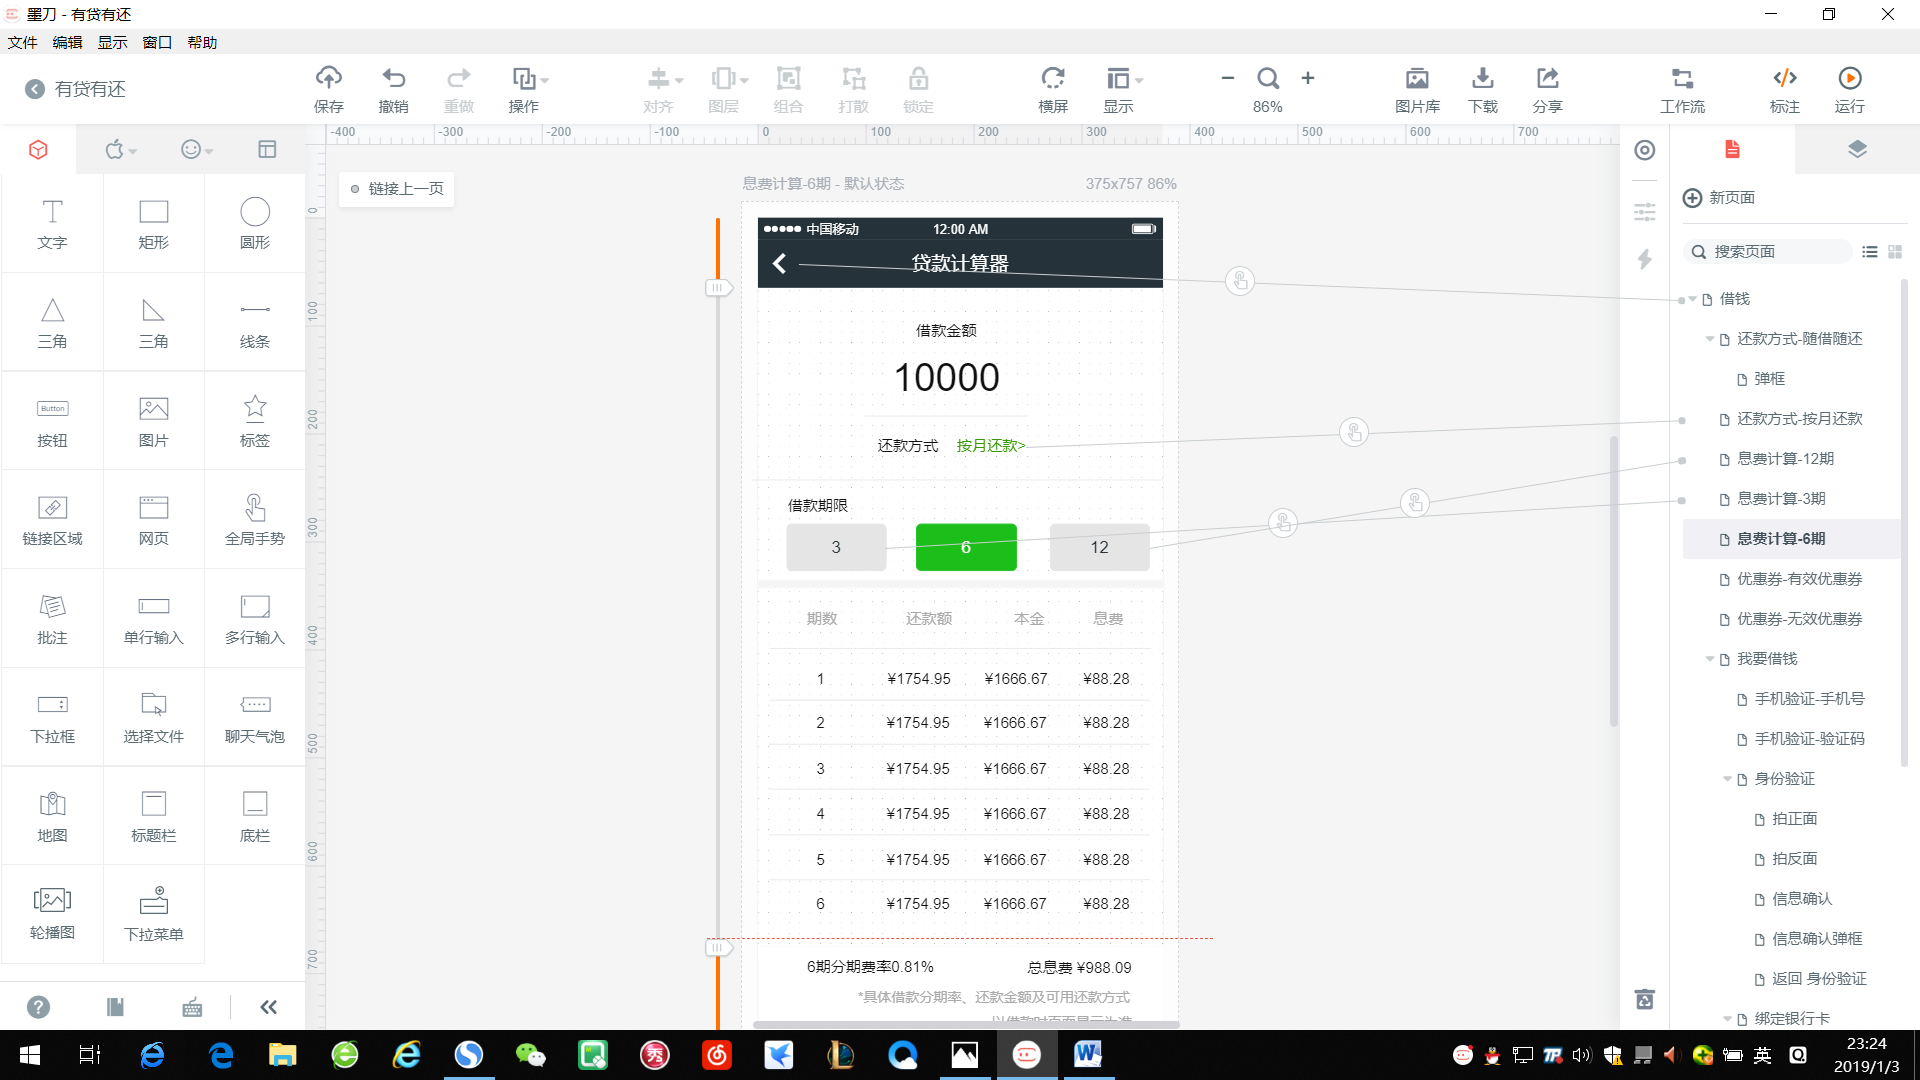 墨刀 - 有贷有还
文件 编辑 显示 窗口 帮助
有贷有还
保存 撤销 重做 操作 对齐 图层 组合 打散 锁定 横屏 显示 86% 图片库 下载 分享 工作流 标注 运行
-400 -300 -200 -100 0 100 200 300 400 500 600 700
0 100 200 300 400 500 600 700
文字 矩形 圆形
三角 三角 线条
Button
按钮 图片 标签
链接区域 网页 全局手势
批注 单行输入 多行输入
下拉框 选择文件 聊天气泡
地图 标题栏 底栏
轮播图 下拉菜单
链接上一页
息费计算-6期 - 默认状态 375x757 86%
中国移动 12:00 AM
贷款计算器
借款金额
10000
还款方式 按月还款>
借款期限
3 6 12
期数 还款额 本金 息费
1 ¥1754.95 ¥1666.67 ¥88.28
2 ¥1754.95 ¥1666.67 ¥88.28
3 ¥1754.95 ¥1666.67 ¥88.28
4 ¥1754.95 ¥1666.67 ¥88.28
5 ¥1754.95 ¥1666.67 ¥88.28
6 ¥1754.95 ¥1666.67 ¥88.28
6期分期费率0.81% 总息费 ¥988.09
*具体借款分期率、还款金额及可用还款方式
以借款时页面显示为准
新页面
搜索页面
借钱
还款方式-随借随还
弹框
还款方式-按月还款
息费计算-12期
息费计算-3期
息费计算-6期
优惠券-有效优惠券
优惠券-无效优惠券
我要借钱
手机验证-手机号
手机验证-验证码
身份验证
拍正面
拍反面
信息确认
信息确认弹框
返回 身份验证
绑定银行卡
秀
英
23:24
2019/1/3